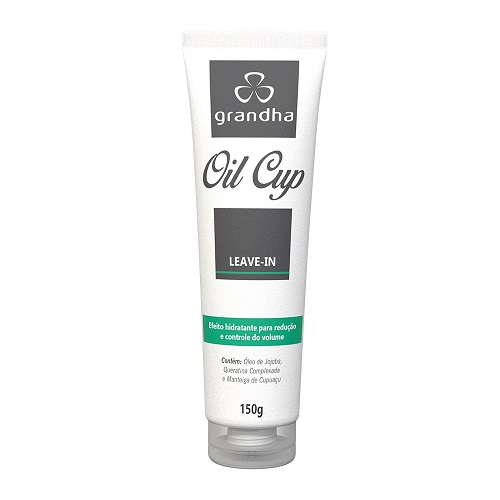 grandha
Oil Cup
LEAVE-IN
Efeito hidratante para redução
e controle do volume
Contém: Óleo de Jojoba,
Queratina Complexada
e Manteiga de Cupuaçu
150g